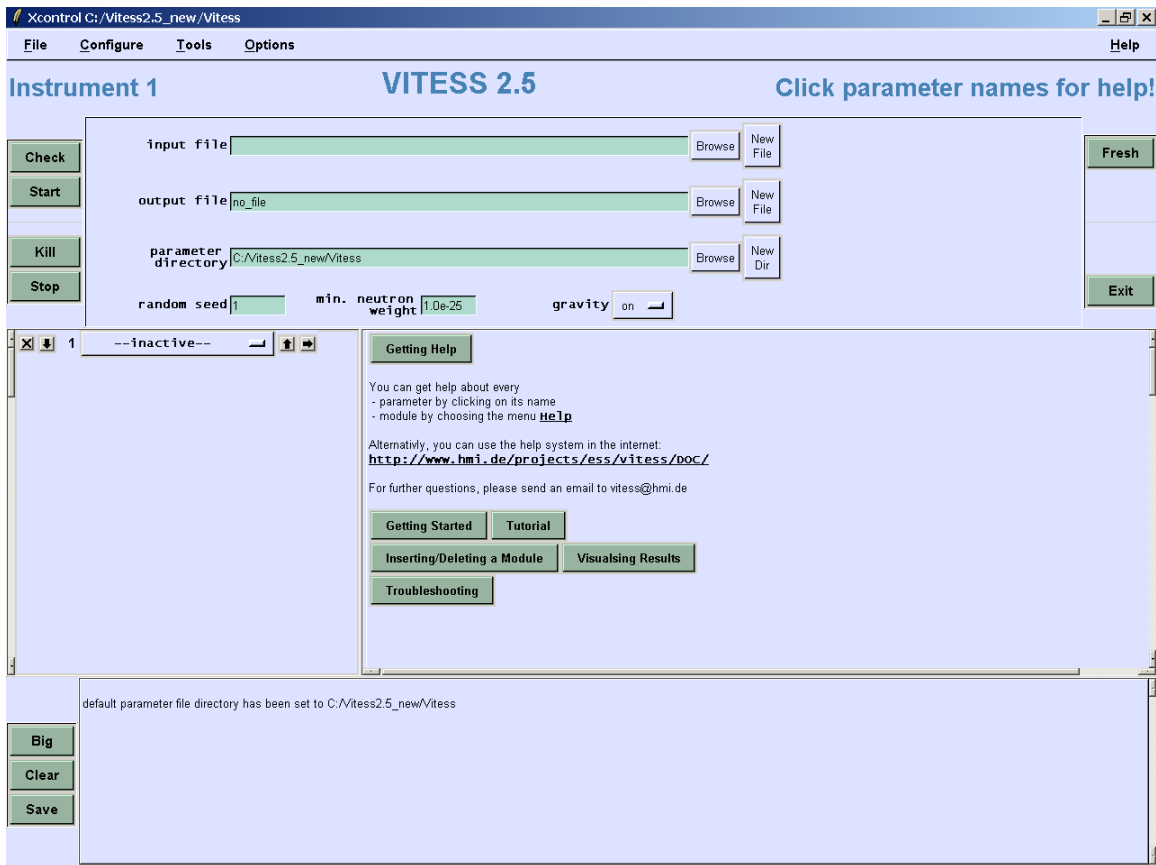 Xcontrol C:/Vitess2.5_new/Vitess
File Configure Tools Options Help
Instrument 1 VITESS 2.5 Click parameter names for help!
Check
Start
Kill
Stop
input file Browse New File
output file no_file Browse New File
parameter directory C:/Vitess2.5_new/Vitess Browse New Dir
random seed 1 min. neutron weight 1.0e-25 gravity on
Fresh
Exit
1 --inactive--
Getting Help
You can get help about every
- parameter by clicking on its name
- module by choosing the menu Help
Alternativly, you can use the help system in the internet:
http://www.hmi.de/projects/ess/vitess/DOC/
For further questions, please send an email to vitess@hmi.de
Getting Started Tutorial
Inserting/Deleting a Module Visualsing Results
Troubleshooting
default parameter file directory has been set to C:/Vitess2.5_new/Vitess
Big
Clear
Save